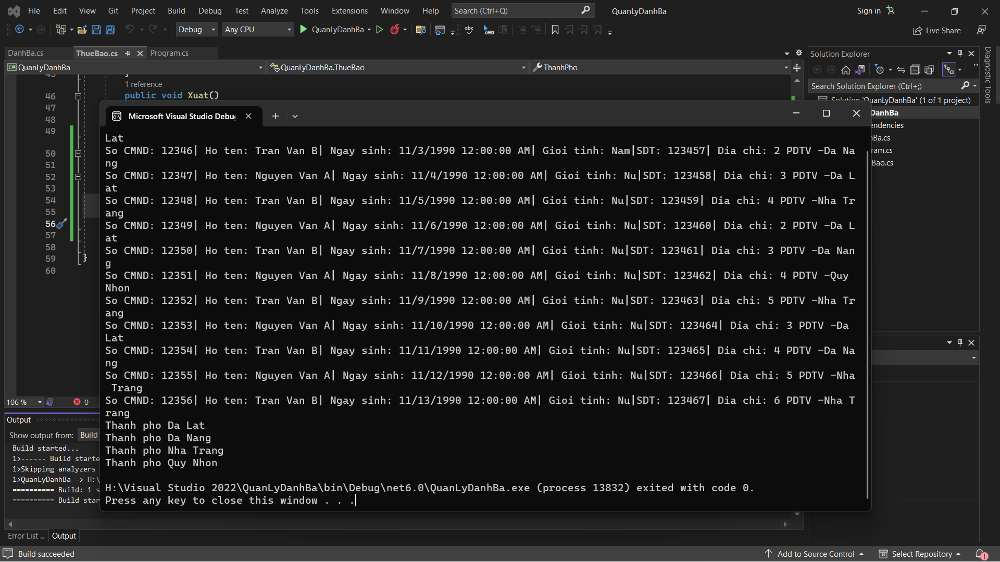 File Edit View Git Project Build Debug Test Analyze Tools Extensions Window Help Search (Ctrl+Q) QuanLyDanhBa Sign in
Debug Any CPU QuanLyDanhBa abc Live Share
DanhBa.cs ThueBao.cs Program.cs
Solution Explorer
Diagnostic Tools
C# QuanLyDanhBa QuanLyDanhBa.ThueBao ThanhPho
Search Solution Explorer (Ctrl+;)
1 reference
46 public void Xuat()
Solution 'QuanLyDanhBa' (1 of 1 project)
DanhBa
endencies
Ba.cs
ram.cs
Bao.cs
47
48
49
50
51
52
53
54
55
56
57
58
59 }
60
Microsoft Visual Studio Debu
Lat
So CMND: 12346| Ho ten: Tran Van B| Ngay sinh: 11/3/1990 12:00:00 AM| Gioi tinh: Nam|SDT: 123457| Dia chi: 2 PDTV -Da Na
ng
So CMND: 12347| Ho ten: Nguyen Van A| Ngay sinh: 11/4/1990 12:00:00 AM| Gioi tinh: Nu|SDT: 123458| Dia chi: 3 PDTV -Da L
at
So CMND: 12348| Ho ten: Tran Van B| Ngay sinh: 11/5/1990 12:00:00 AM| Gioi tinh: Nu|SDT: 123459| Dia chi: 4 PDTV -Nha Tr
ang
So CMND: 12349| Ho ten: Nguyen Van A| Ngay sinh: 11/6/1990 12:00:00 AM| Gioi tinh: Nu|SDT: 123460| Dia chi: 2 PDTV -Da L
at
So CMND: 12350| Ho ten: Tran Van B| Ngay sinh: 11/7/1990 12:00:00 AM| Gioi tinh: Nu|SDT: 123461| Dia chi: 3 PDTV -Da Nan
g
So CMND: 12351| Ho ten: Nguyen Van A| Ngay sinh: 11/8/1990 12:00:00 AM| Gioi tinh: Nu|SDT: 123462| Dia chi: 4 PDTV -Quy
Nhon
So CMND: 12352| Ho ten: Tran Van B| Ngay sinh: 11/9/1990 12:00:00 AM| Gioi tinh: Nu|SDT: 123463| Dia chi: 5 PDTV -Nha Tr
ang
So CMND: 12353| Ho ten: Nguyen Van A| Ngay sinh: 11/10/1990 12:00:00 AM| Gioi tinh: Nu|SDT: 123464| Dia chi: 3 PDTV -Da
Lat
So CMND: 12354| Ho ten: Tran Van B| Ngay sinh: 11/11/1990 12:00:00 AM| Gioi tinh: Nu|SDT: 123465| Dia chi: 4 PDTV -Da Na
ng
So CMND: 12355| Ho ten: Nguyen Van A| Ngay sinh: 11/12/1990 12:00:00 AM| Gioi tinh: Nu|SDT: 123466| Dia chi: 5 PDTV -Nha
Trang
So CMND: 12356| Ho ten: Tran Van B| Ngay sinh: 11/13/1990 12:00:00 AM| Gioi tinh: Nu|SDT: 123467| Dia chi: 6 PDTV -Nha T
rang
Thanh pho Da Lat
Thanh pho Da Nang
Thanh pho Nha Trang
Thanh pho Quy Nhon
H:\Visual Studio 2022\QuanLyDanhBa\bin\Debug\net6.0\QuanLyDanhBa.exe (process 13832) exited with code 0.
Press any key to close this window . . .
106 % 0
Output
Show output from: Build
Build started...
1>------ Build starte
1>Skipping analyzers
1>QuanLyDanhBa -> H:\
========== Build: 1 s
========== Build star
Error List ... Output
Build succeeded Add to Source Control Select Repository 1